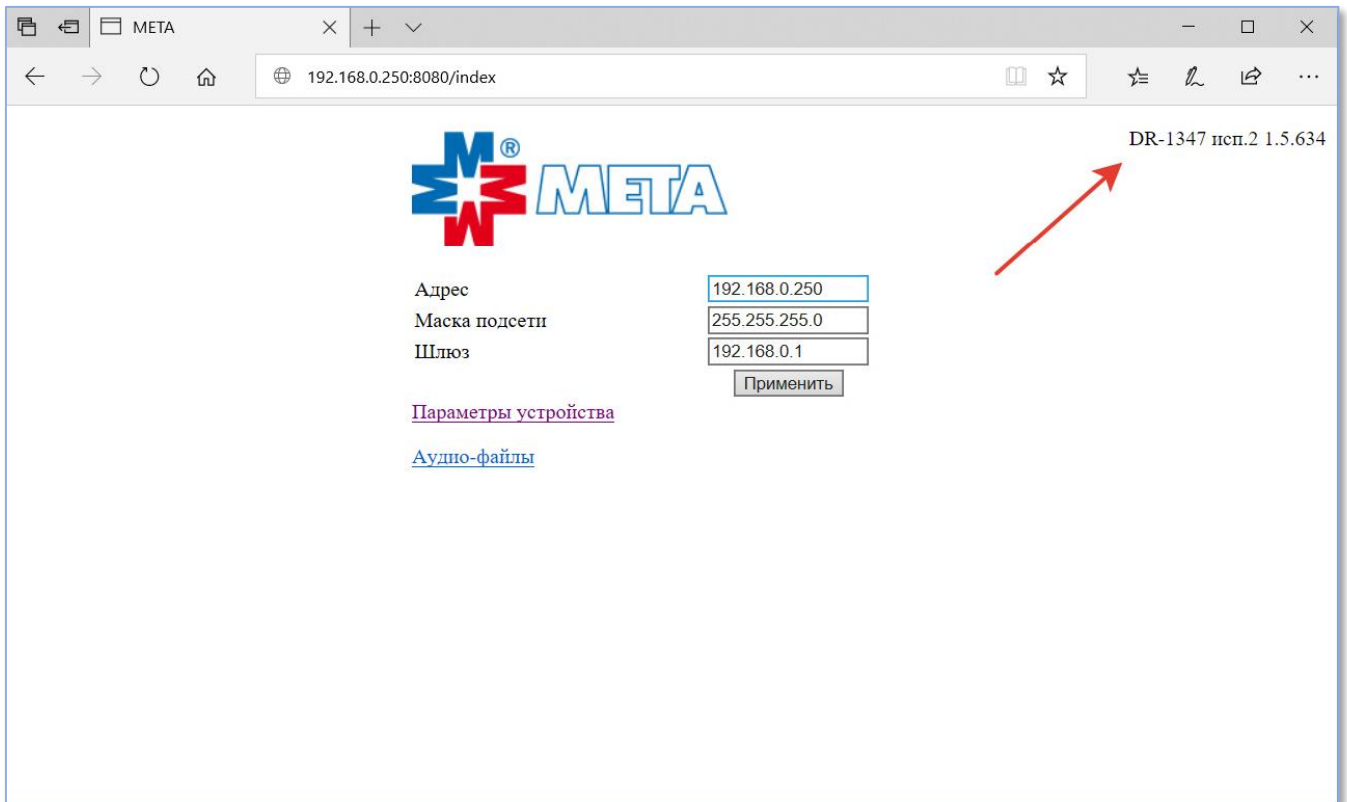 META
192.168.0.250:8080/index
DR-1347 исп.2 1.5.634
® META
Адрес 192.168.0.250
Маска подсети 255.255.255.0
Шлюз 192.168.0.1
Применить
Параметры устройства
Аудио-файлы